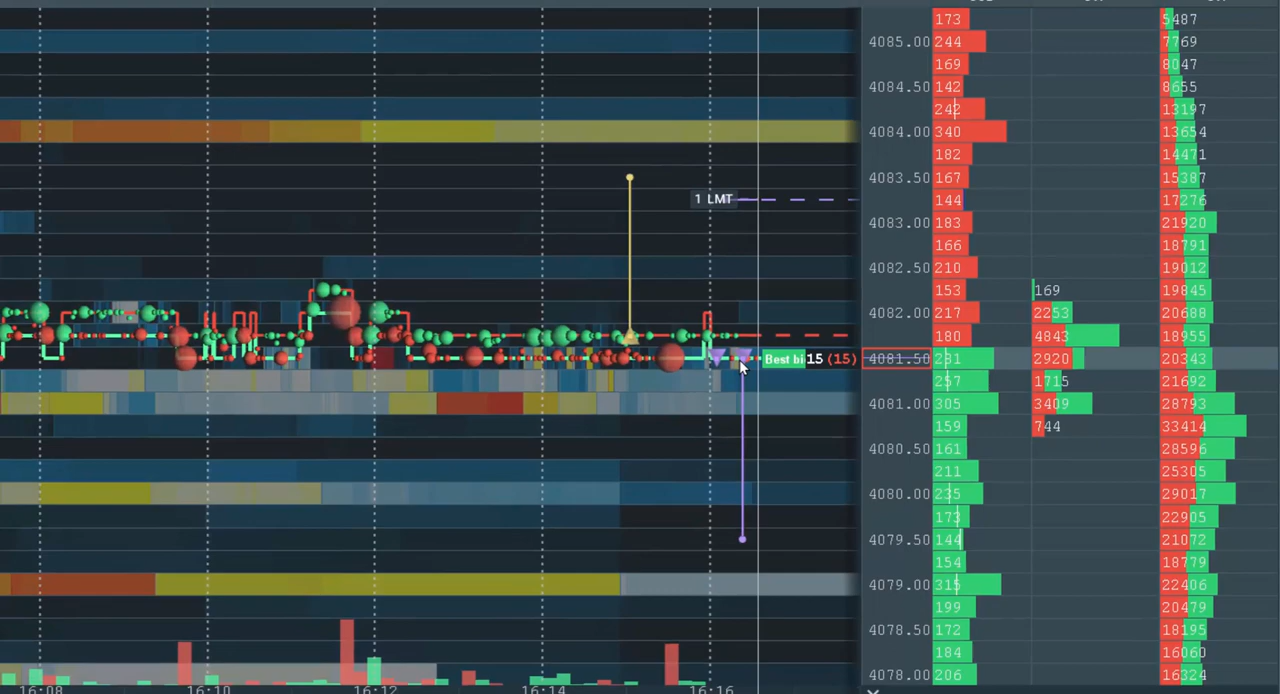 173 5487
4085.00 244 7769
169 8047
4084.50 142 8655
242 13197
4084.00 340 13654
182 14471
4083.50 167 15387
1 LMT 144 17276
4083.00 183 21920
166 18791
4082.50 210 19012
153 169 19845
4082.00 217 2253 20688
180 4843 18955
Best bi 15 (15) 4081.50 281 2920 20343
257 1715 21692
4081.00 305 3409 28793
159 744 33414
4080.50 161 28596
211 25305
4080.00 235 29017
173 22905
4079.50 144 21072
154 18779
4079.00 315 22406
199 20479
4078.50 172 18195
184 16060
4078.00 206 16324
16:08 16:10 16:12 16:14 16:16